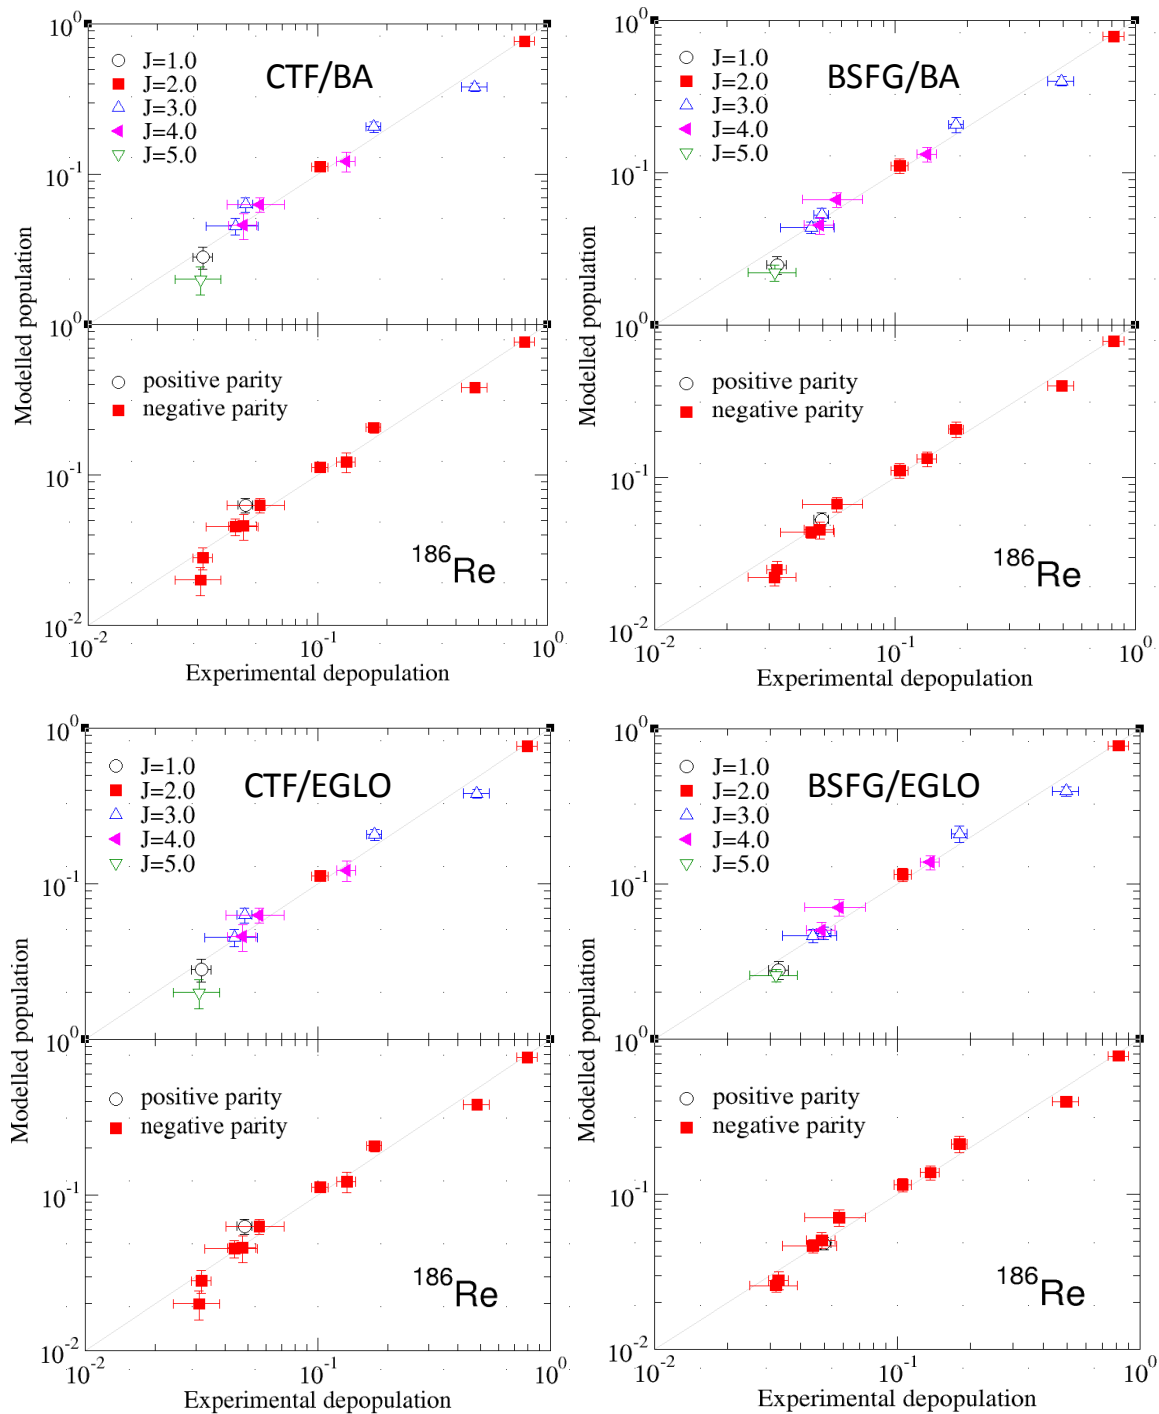 10^0
CTF/BA
J=1.0
J=2.0
J=3.0
J=4.0
J=5.0
10^-1
10^0
Modelled population
positive parity
negative parity
10^-1
186Re
10^-2
10^-2
10^-1
10^0
Experimental depopulation
10^0
BSFG/BA
J=1.0
J=2.0
J=3.0
J=4.0
J=5.0
10^-1
10^0
Modelled population
positive parity
negative parity
10^-1
186Re
10^-2
10^-2
10^-1
10^0
Experimental depopulation
10^0
CTF/EGLO
J=1.0
J=2.0
J=3.0
J=4.0
J=5.0
10^-1
10^0
Modelled population
positive parity
negative parity
10^-1
186Re
10^-2
10^-2
10^-1
10^0
Experimental depopulation
10^0
BSFG/EGLO
J=1.0
J=2.0
J=3.0
J=4.0
J=5.0
10^-1
10^0
Modelled population
positive parity
negative parity
10^-1
186Re
10^-2
10^-2
10^-1
10^0
Experimental depopulation